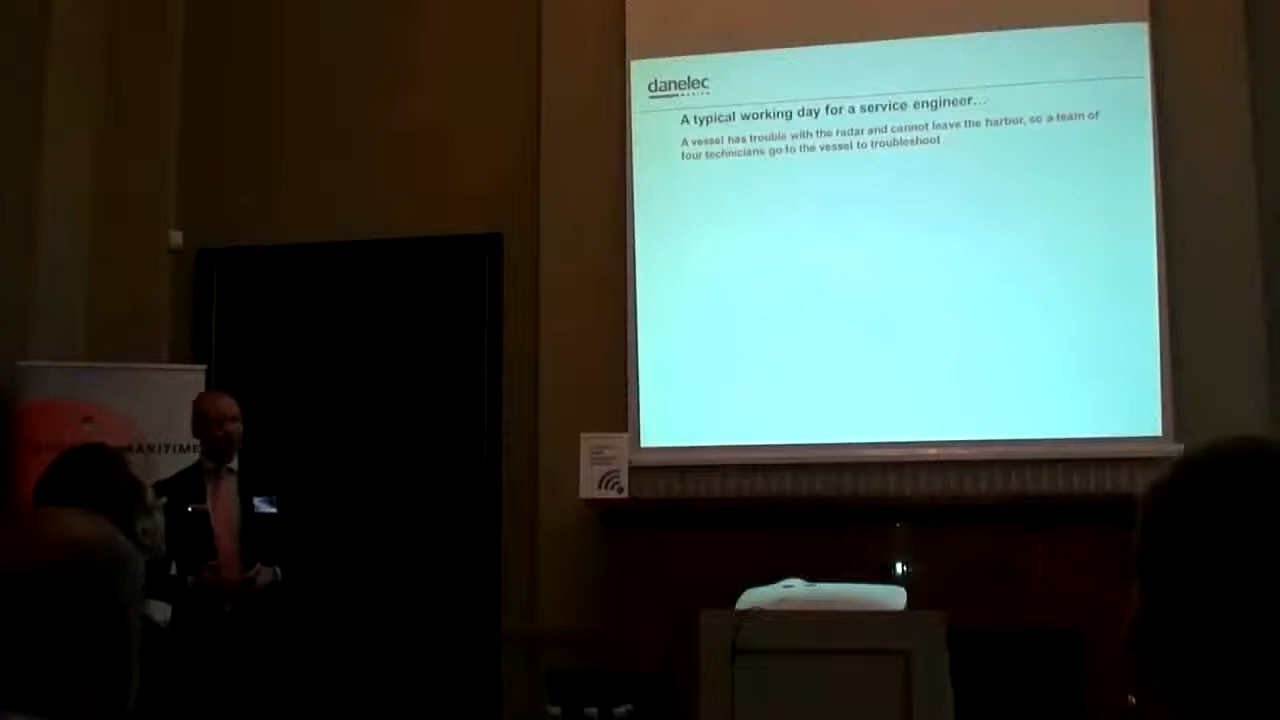 danelec
A typical working day for a service engineer…
A vessel has trouble with the radar and cannot leave the harbor, so a team of
four technicians go to the vessel to troubleshoot
MARITIME